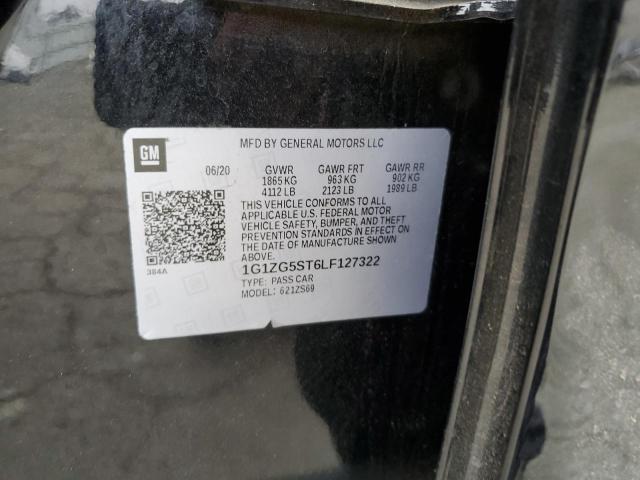 GM
MFD BY GENERAL MOTORS LLC
06/20 GVWR GAWR FRT GAWR RR
1865 KG 963 KG 902 KG
4112 LB 2123 LB 1989 LB
THIS VEHICLE CONFORMS TO ALL
APPLICABLE U.S. FEDERAL MOTOR
VEHICLE SAFETY, BUMPER, AND THEFT
PREVENTION STANDARDS IN EFFECT ON
THE DATE OF MANUFACTURE SHOWN
ABOVE.
384A
1G1ZG5ST6LF127322
TYPE: PASS CAR
MODEL: 621ZS69